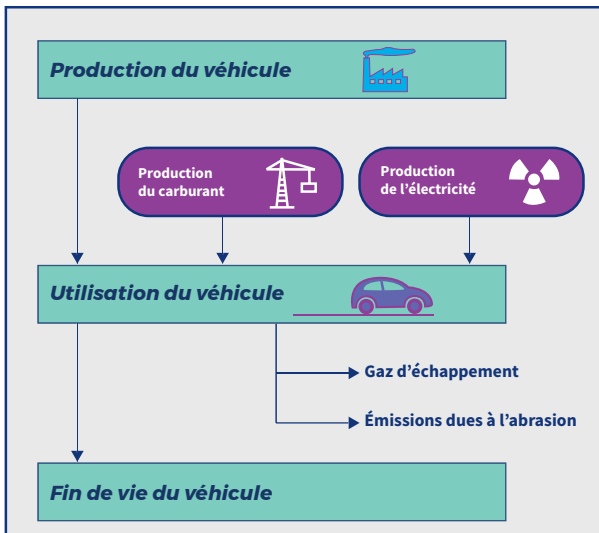 Production du véhicule
Production
du carburant
Production
de l’électricité
Utilisation du véhicule
Gaz d’échappement
Émissions dues à l’abrasion
Fin de vie du véhicule